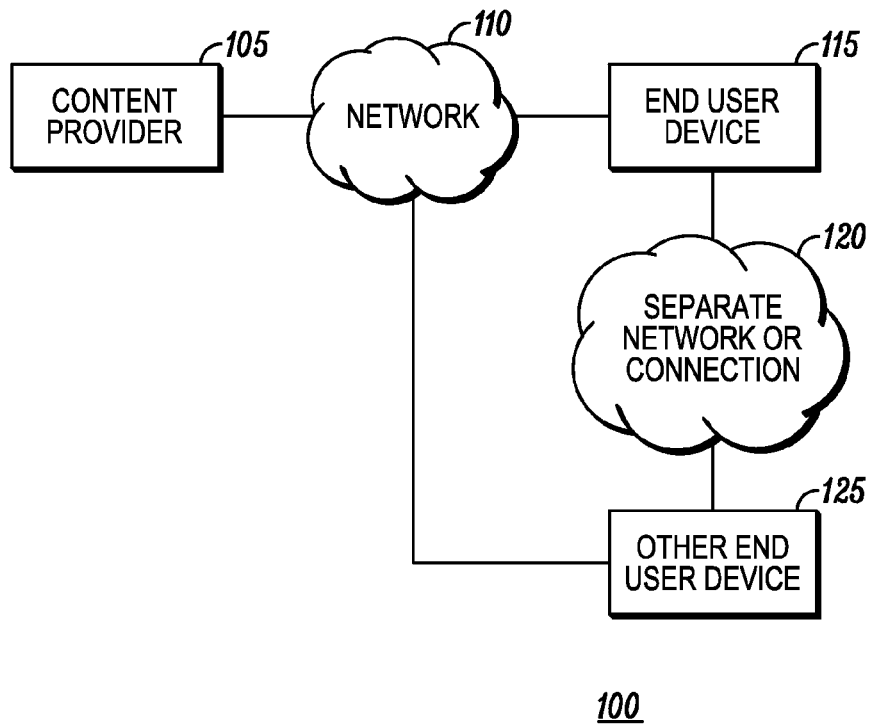 105
CONTENT
PROVIDER
110
NETWORK
115
END USER
DEVICE
120
SEPARATE
NETWORK OR
CONNECTION
125
OTHER END
USER DEVICE
100